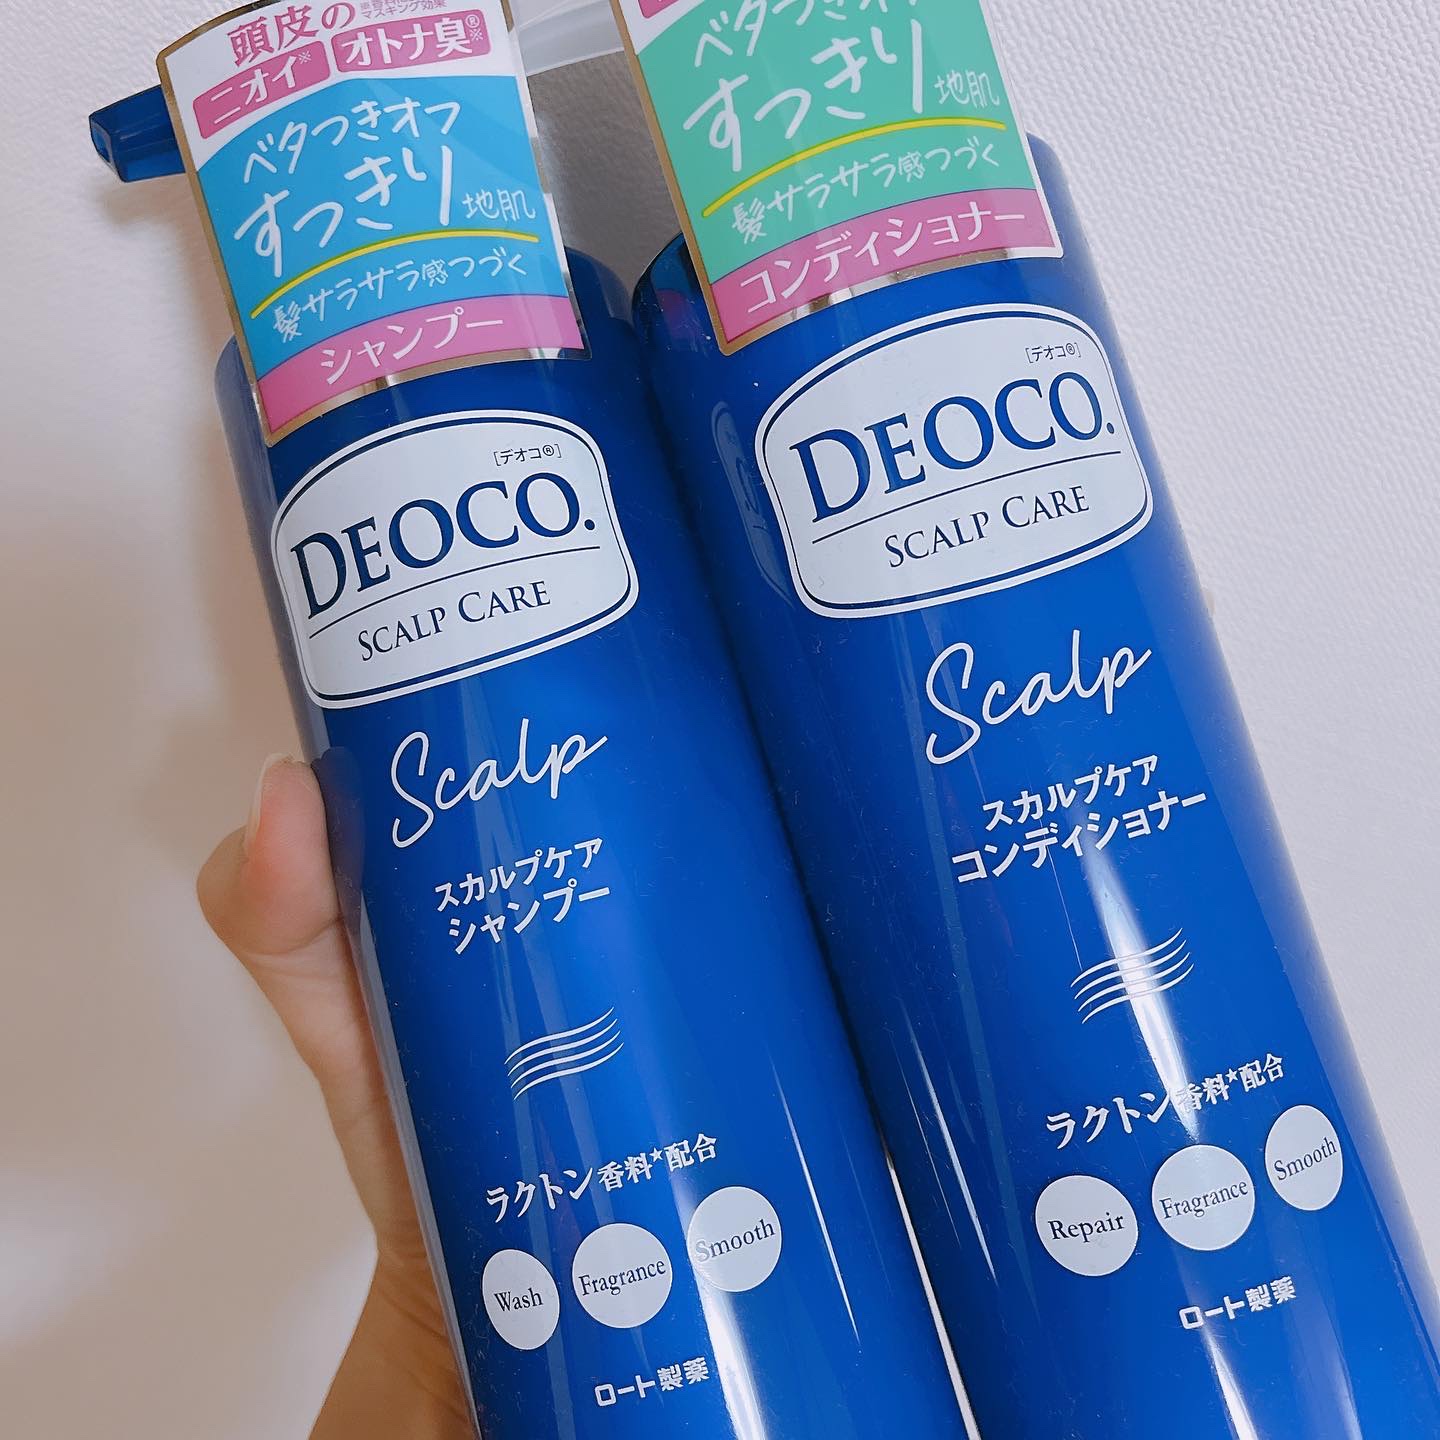 頭皮の
マスキング効果
ニオイ※ オトナ臭®※
ベタつきオフ
すっきり地肌
髪サラサラ感つづく
シャンプー
[デオコ®]
DEOCO.
SCALP CARE
Scalp
スカルプケア
シャンプー
ラクトン香料★配合
Wash Fragrance Smooth
ロート製薬
ベタつきオフ
すっきり地肌
髪サラサラ感つづく
コンディショナー
[デオコ®]
DEOCO.
SCALP CARE
Scalp
スカルプケア
コンディショナー
ラクトン香料★配合
Repair Fragrance Smooth
ロート製薬